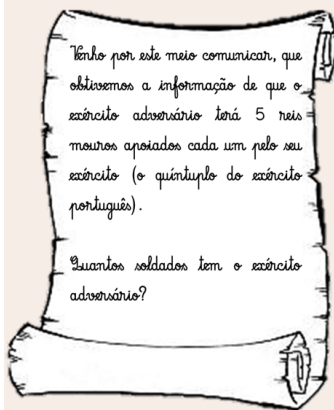 Venho por este meio comunicar, que
obtivemos a informação de que o
exército adversário terá 5 reis
mouros apoiados cada um pelo seu
exército (o quíntuplo do exército
português).
Quantos soldados tem o exército
adversário?